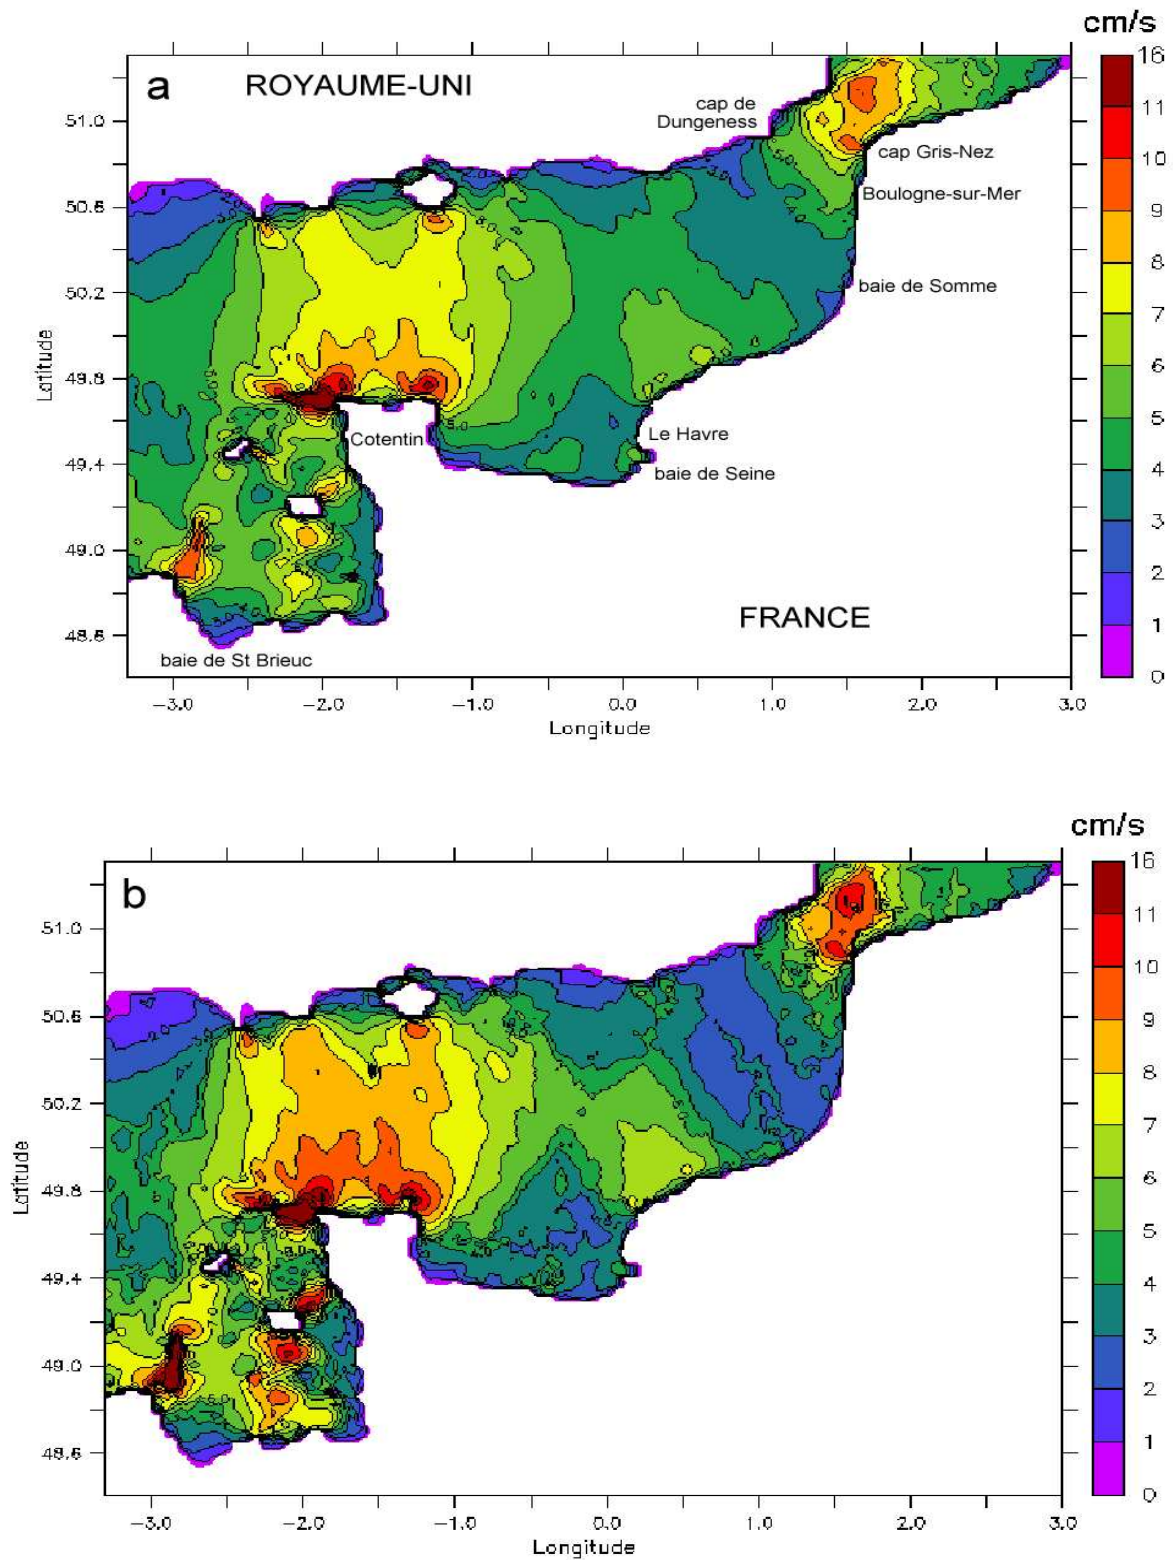 cm/s
a
ROYAUME-UNI
16
11
10
9
8
7
6
5
4
3
2
1
0
cap de
Dungeness
cap Gris-Nez
Boulogne-sur-Mer
baie de Somme
Cotentin
Le Havre
baie de Seine
FRANCE
baie de St Brieuc
51.0
50.6
50.2
49.8
49.4
49.0
48.6
Latitude
-3.0 -2.0 -1.0 0.0 1.0 2.0 3.0
Longitude
cm/s
b
16
11
10
9
8
7
6
5
4
3
2
1
0
51.0
50.6
50.2
49.8
49.4
49.0
48.6
Latitude
-3.0 -2.0 -1.0 0.0 1.0 2.0 3.0
Longitude